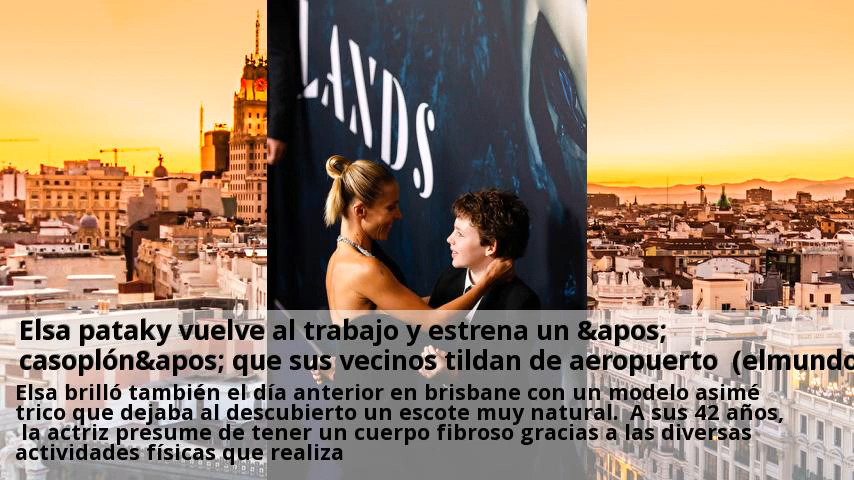 LANDS
Elsa pataky vuelve al trabajo y estrena un &apos;
casoplón&apos; que sus vecinos tildan de aeropuerto (elmundo
Elsa brilló también el día anterior en brisbane con un modelo asimé
trico que dejaba al descubierto un escote muy natural. A sus 42 años,
la actriz presume de tener un cuerpo fibroso gracias a las diversas
actividades físicas que realiza